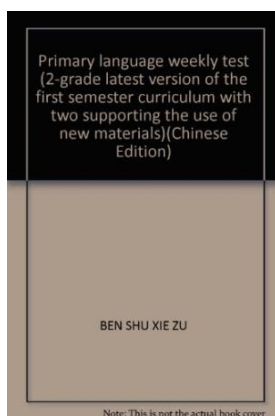 Primary language weekly test
(2-grade latest version of the
first semester curriculum with
two supporting the use of
new materials)(Chinese
Edition)
BEN SHU XIE ZU
Note: This is not the actual book cover